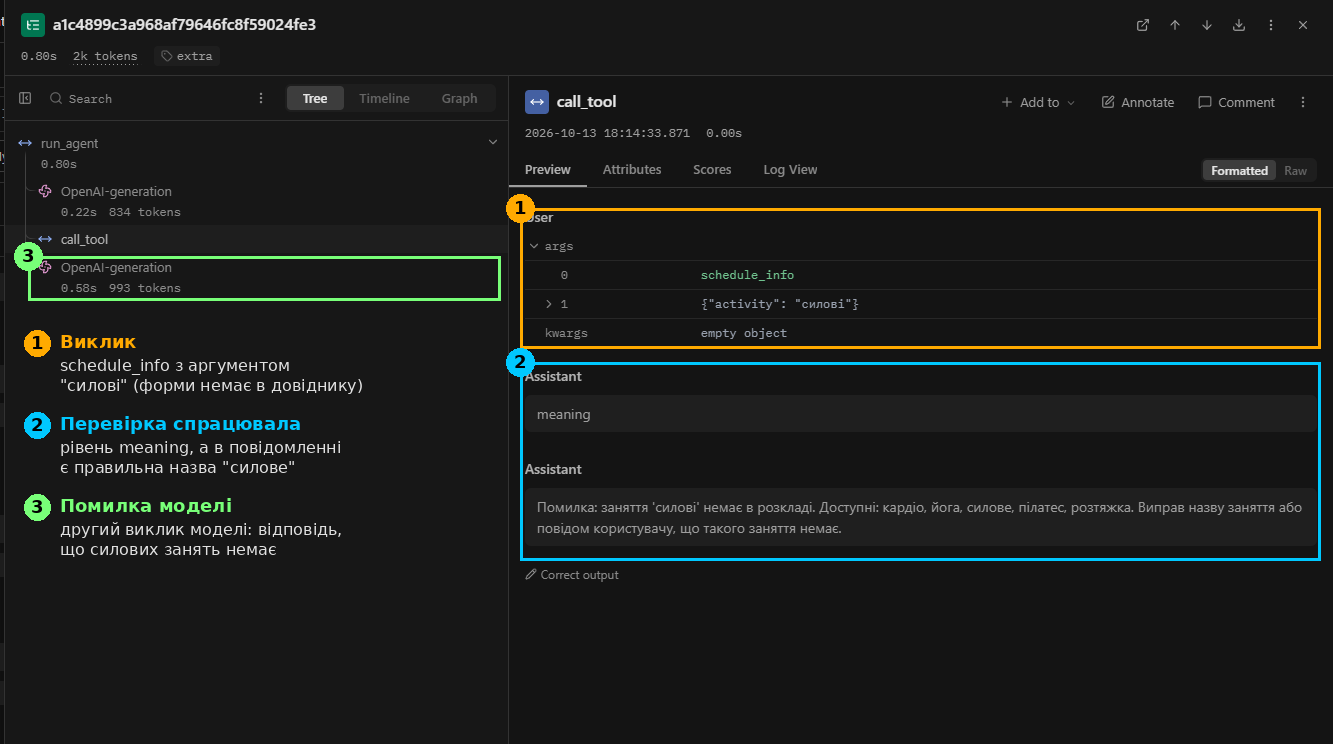 a1c4899c3a968af79646fc8f59024fe3
0.80s 2k tokens extra
Search
Tree Timeline Graph
run_agent
0.80s
OpenAI-generation
0.22s 834 tokens
call_tool
3
OpenAI-generation
0.58s 993 tokens
1 Виклик
schedule_info з аргументом
"силові" (форми немає в довіднику)
2 Перевірка спрацювала
рівень meaning, а в повідомленні
є правильна назва "силове"
3 Помилка моделі
другий виклик моделі: відповідь,
що силових занять немає
call_tool
Add to Annotate Comment
2026-10-13 18:14:33.871 0.00s
Preview Attributes Scores Log View
Formatted Raw
1
User
args
0 schedule_info
1 {"activity": "силові"}
kwargs empty object
2
Assistant
meaning
Assistant
Помилка: заняття 'силові' немає в розкладі. Доступні: кардіо, йога, силове, пілатес, розтяжка. Виправ назву заняття або
повідом користувачу, що такого заняття немає.
Correct output